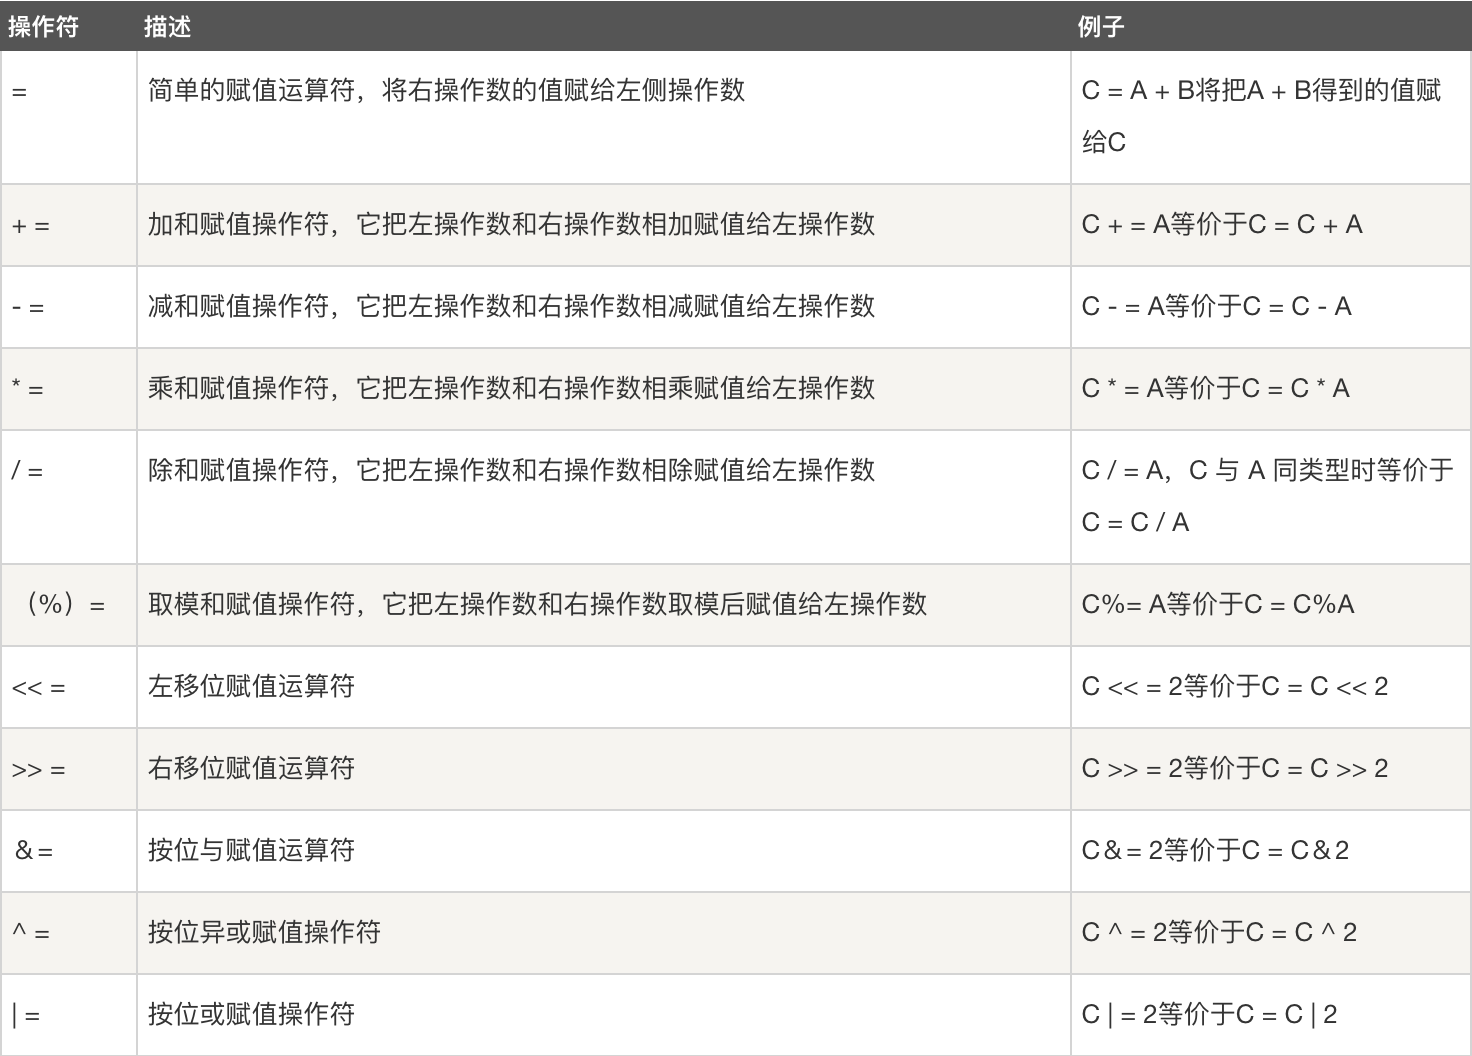 操作符 描述 例子
= 简单的赋值运算符，将右操作数的值赋给左侧操作数 C = A + B将把A + B得到的值赋
给C
+ = 加和赋值操作符，它把左操作数和右操作数相加赋值给左操作数 C + = A等价于C = C + A
- = 减和赋值操作符，它把左操作数和右操作数相减赋值给左操作数 C - = A等价于C = C - A
* = 乘和赋值操作符，它把左操作数和右操作数相乘赋值给左操作数 C * = A等价于C = C * A
/ = 除和赋值操作符，它把左操作数和右操作数相除赋值给左操作数 C / = A，C 与 A 同类型时等价于
C = C / A
（%）= 取模和赋值操作符，它把左操作数和右操作数取模后赋值给左操作数 C%= A等价于C = C%A
<< = 左移位赋值运算符 C << = 2等价于C = C << 2
>> = 右移位赋值运算符 C >> = 2等价于C = C >> 2
&= 按位与赋值运算符 C&= 2等价于C = C&2
^ = 按位异或赋值操作符 C ^ = 2等价于C = C ^ 2
| = 按位或赋值操作符 C | = 2等价于C = C | 2